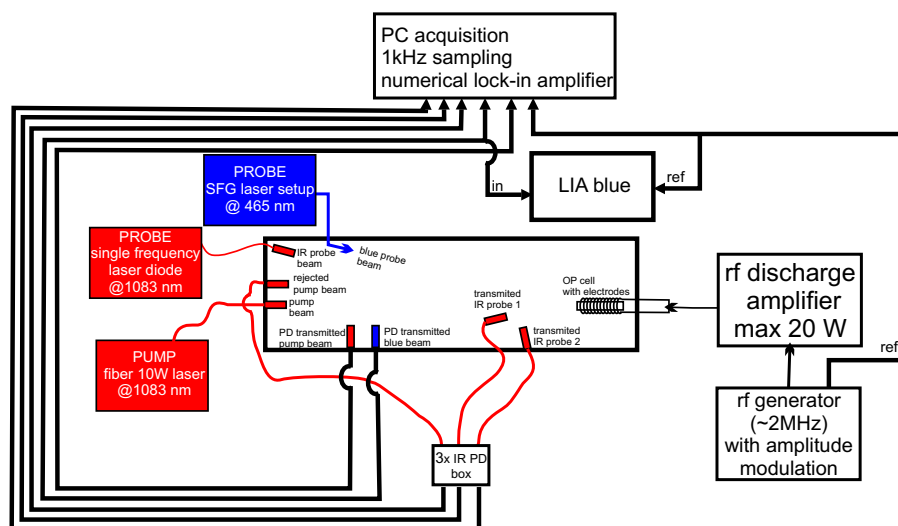 PC acquisition
1kHz sampling
numerical lock-in amplifier
PROBE
SFG laser setup
@ 465 nm
in
LIA blue
ref
PROBE
single frequency
laser diode
@1083 nm
IR probe
beam
blue probe
beam
rejected
pump beam
pump
beam
transmited
IR probe 1
OP cell
with electrodes
rf discharge
amplifier
max 20 W
PD transmitted
pump beam
PD transmitted
blue beam
transmited
IR probe 2
ref
PUMP
fiber 10W laser
@1083 nm
rf generator
(~2MHz)
with amplitude
modulation
3x IR PD
box